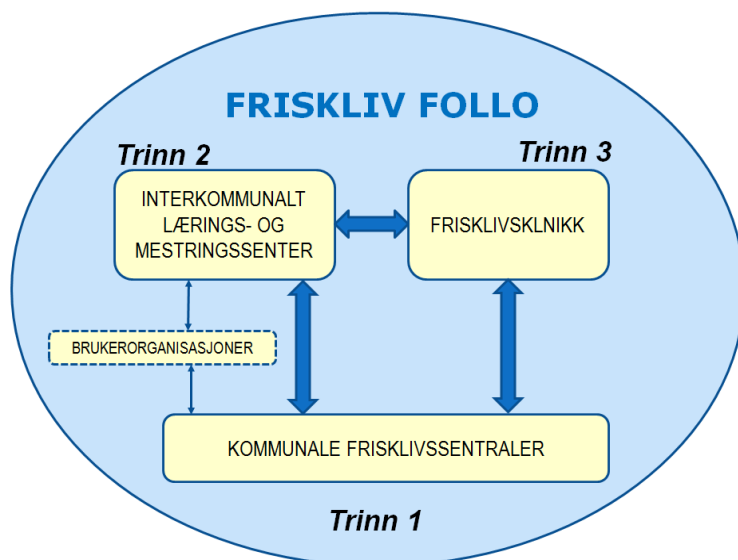 FRISKLIV FOLLO
Trinn 2
Trinn 3
INTERKOMMUNALT
LÆRINGS- OG
MESTRINGSSENTER
FRISKLIVSKLNIKK
BRUKERORGANISASJONER
KOMMUNALE FRISKLIVSSENTRALER
Trinn 1